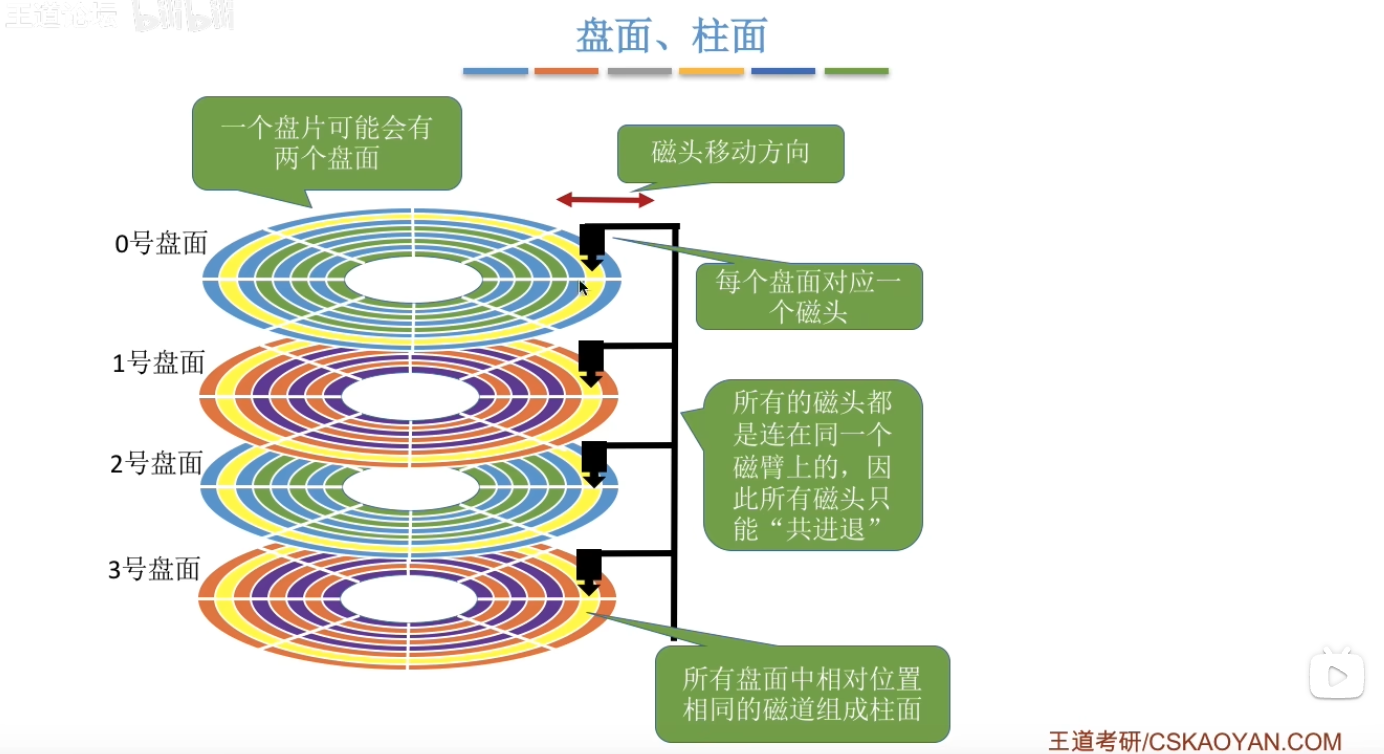 王道论坛 bilibili
盘面、柱面
一个盘片可能会有
两个盘面
磁头移动方向
0号盘面
每个盘面对应一
个磁头
1号盘面
所有的磁头都
是连在同一个
磁臂上的，因
此所有磁头只
能“共进退”
2号盘面
3号盘面
所有盘面中相对位置
相同的磁道组成柱面
王道考研/CSKAOYAN.COM